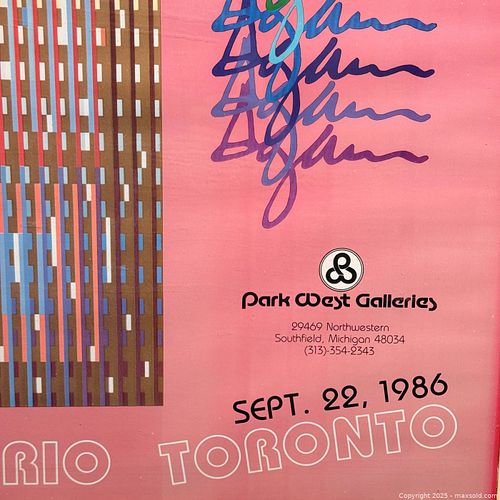 Agam
Agam
Agam
Agam
Park West Galleries
29469 Northwestern
Southfield, Michigan 48034
(313)-354-2343
SEPT. 22, 1986
RIO TORONTO
Copyright 2025 - maxsold.com